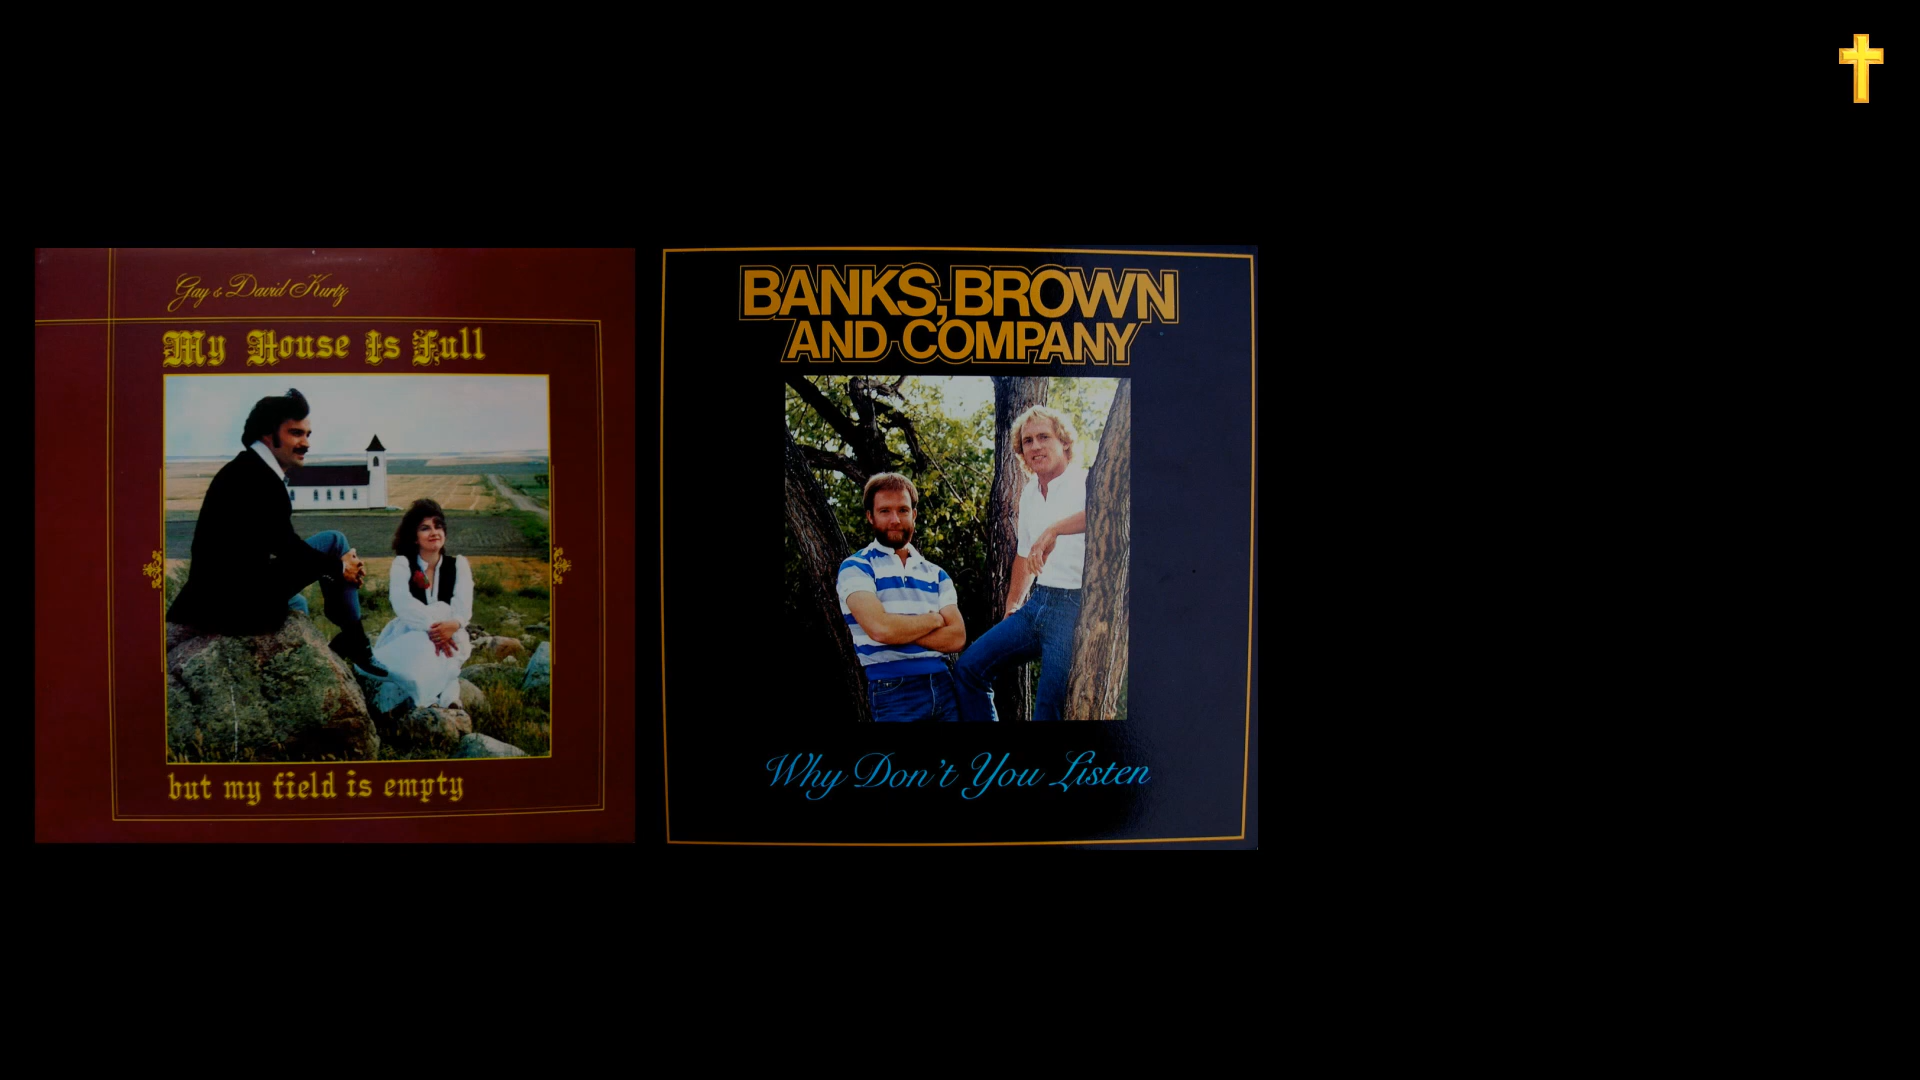 Gay & David Kurtz
My House Is Full
but my field is empty
BANKS, BROWN
AND COMPANY
Why Don't You Listen